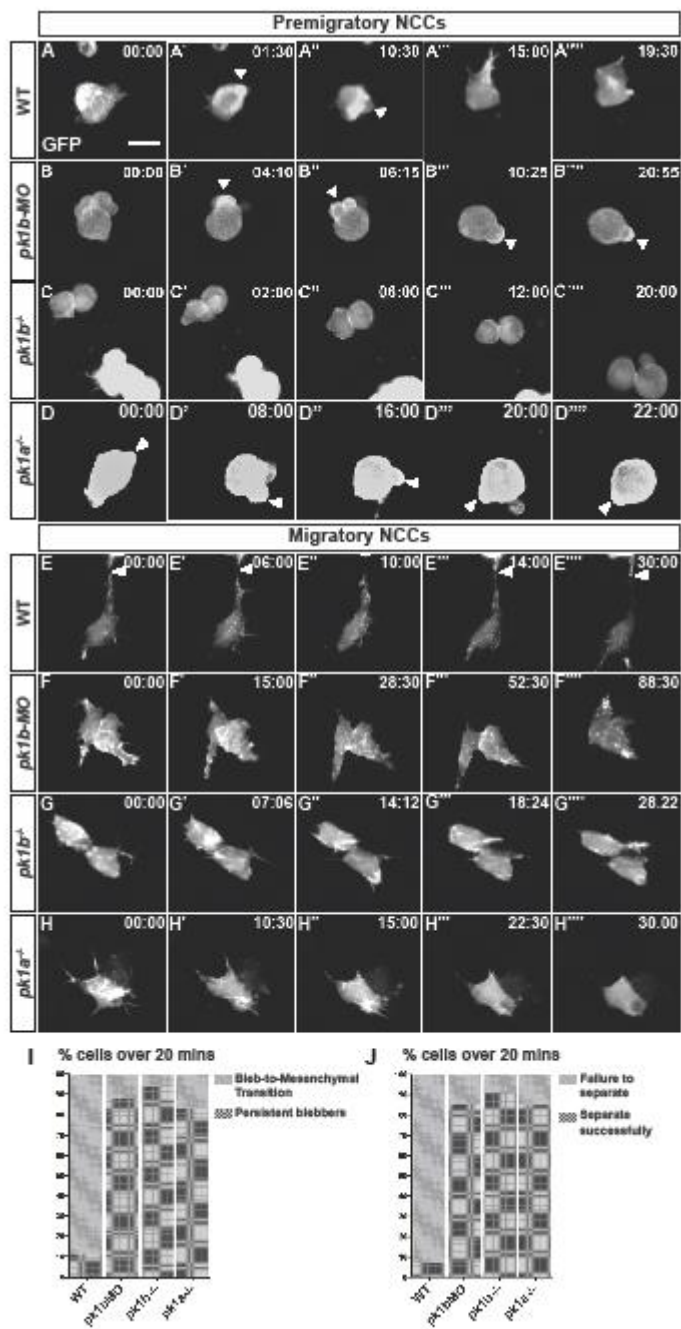 Premigratory NCCs
WT
A 00:00 A' 01:30 A'' 10:30 A''' 15:00 A'''' 19:30
GFP
pk1b-MO
B 00:00 B' 04:10 B'' 06:15 B''' 10:25 B'''' 20:55
pk1b-/-
C 00:00 C' 02:00 C'' 06:00 C''' 12:00 C'''' 20:00
pk1a-/-
D 00:00 D' 08:00 D'' 16:00 D''' 20:00 D'''' 22:00
Migratory NCCs
WT
E 00:00 E' 06:00 E'' 10:00 E''' 14:00 E'''' 30:00
pk1b-MO
F 00:00 F' 15:00 F'' 28:30 F''' 52:30 F'''' 88:30
pk1b-/-
G 00:00 G' 07:06 G'' 14:12 G''' 18:24 G'''' 28.22
pk1a-/-
H 00:00 H' 10:30 H'' 15:00 H''' 22:30 H'''' 30.00
I % cells over 20 mins
Bleb-to-Mesenchymal
Transition
Persistent blebbers
WT pk1bMO pk1b-/- pk1a-/-
J % cells over 20 mins
Failure to
separate
Separate
successfully
WT pk1bMO pk1b-/- pk1a-/-